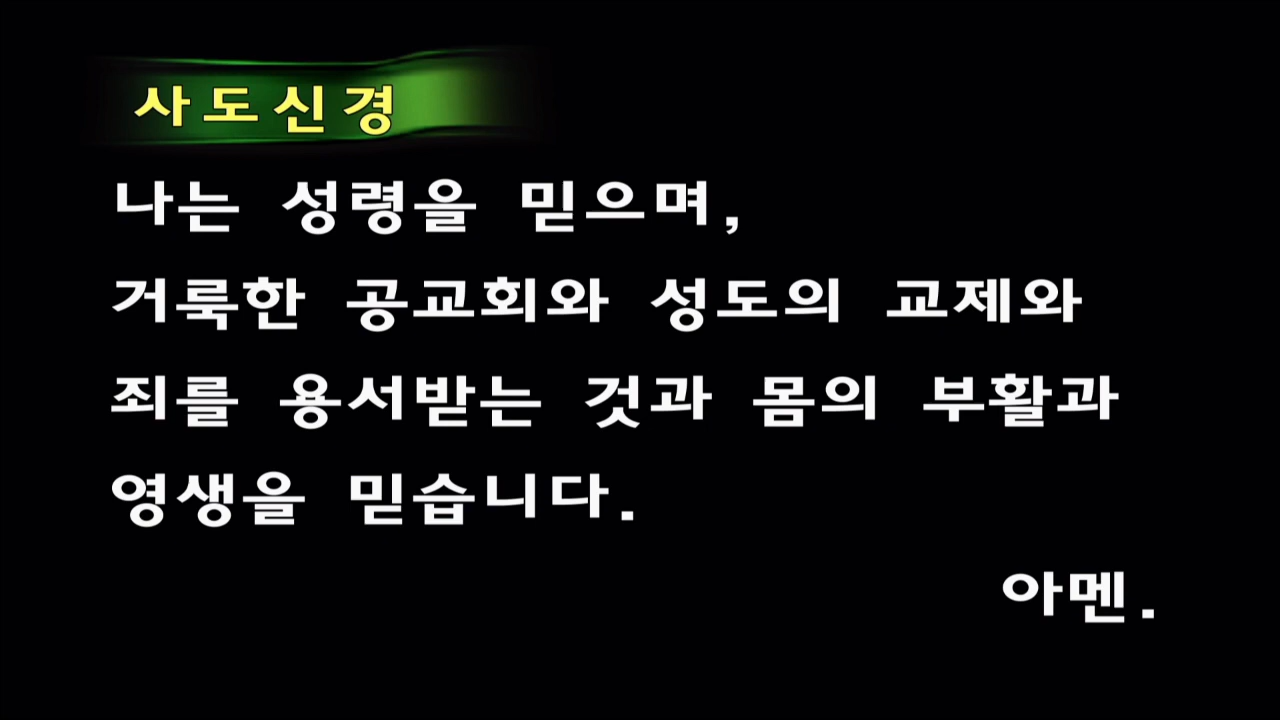 사도신경
나는 성령을 믿으며,
거룩한 공교회와 성도의 교제와
죄를 용서받는 것과 몸의 부활과
영생을 믿습니다.
아멘.